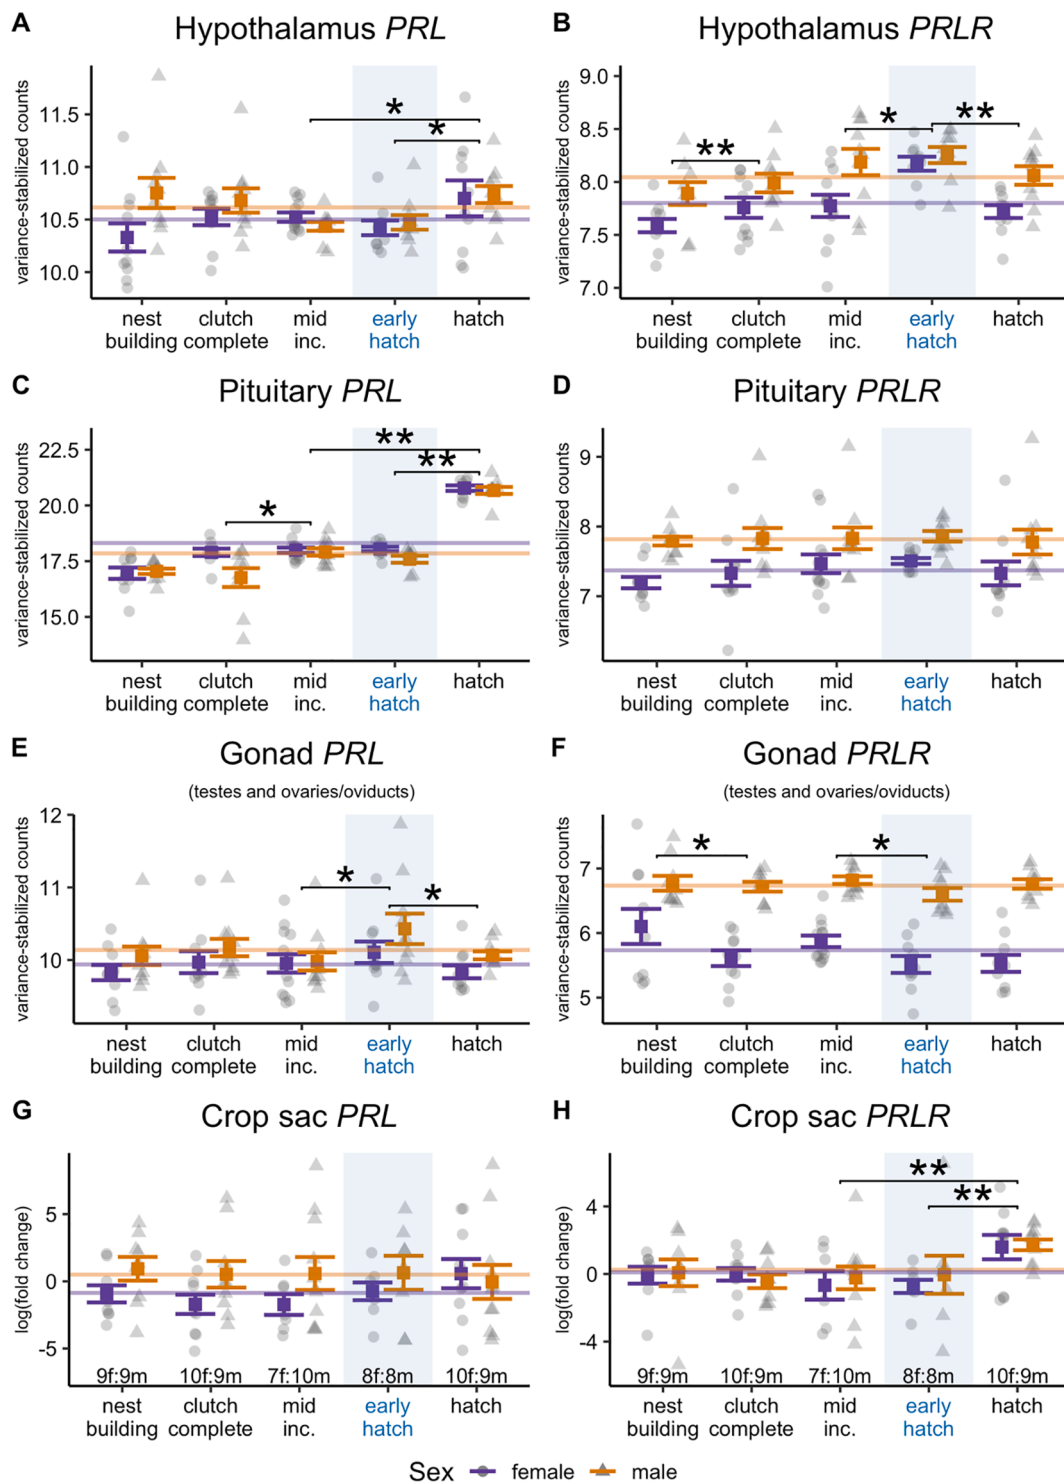 A
Hypothalamus PRL
variance-stabilized counts
11.5
11.0
10.5
10.0
*
*
nest building
clutch complete
mid inc.
early hatch
hatch
B
Hypothalamus PRLR
variance-stabilized counts
9.0
8.5
8.0
7.5
7.0
**
*
**
nest building
clutch complete
mid inc.
early hatch
hatch
C
Pituitary PRL
variance-stabilized counts
22.5
20.0
17.5
15.0
*
**
**
nest building
clutch complete
mid inc.
early hatch
hatch
D
Pituitary PRLR
variance-stabilized counts
9
8
7
nest building
clutch complete
mid inc.
early hatch
hatch
E
Gonad PRL
(testes and ovaries/oviducts)
variance-stabilized counts
12
11
10
*
*
nest building
clutch complete
mid inc.
early hatch
hatch
F
Gonad PRLR
(testes and ovaries/oviducts)
variance-stabilized counts
7
6
5
*
*
nest building
clutch complete
mid inc.
early hatch
hatch
G
Crop sac PRL
log(fold change)
5
0
-5
9f:9m
10f:9m
7f:10m
8f:8m
10f:9m
nest building
clutch complete
mid inc.
early hatch
hatch
H
Crop sac PRLR
log(fold change)
4
0
-4
**
**
9f:9m
10f:9m
7f:10m
8f:8m
10f:9m
nest building
clutch complete
mid inc.
early hatch
hatch
Sex female male